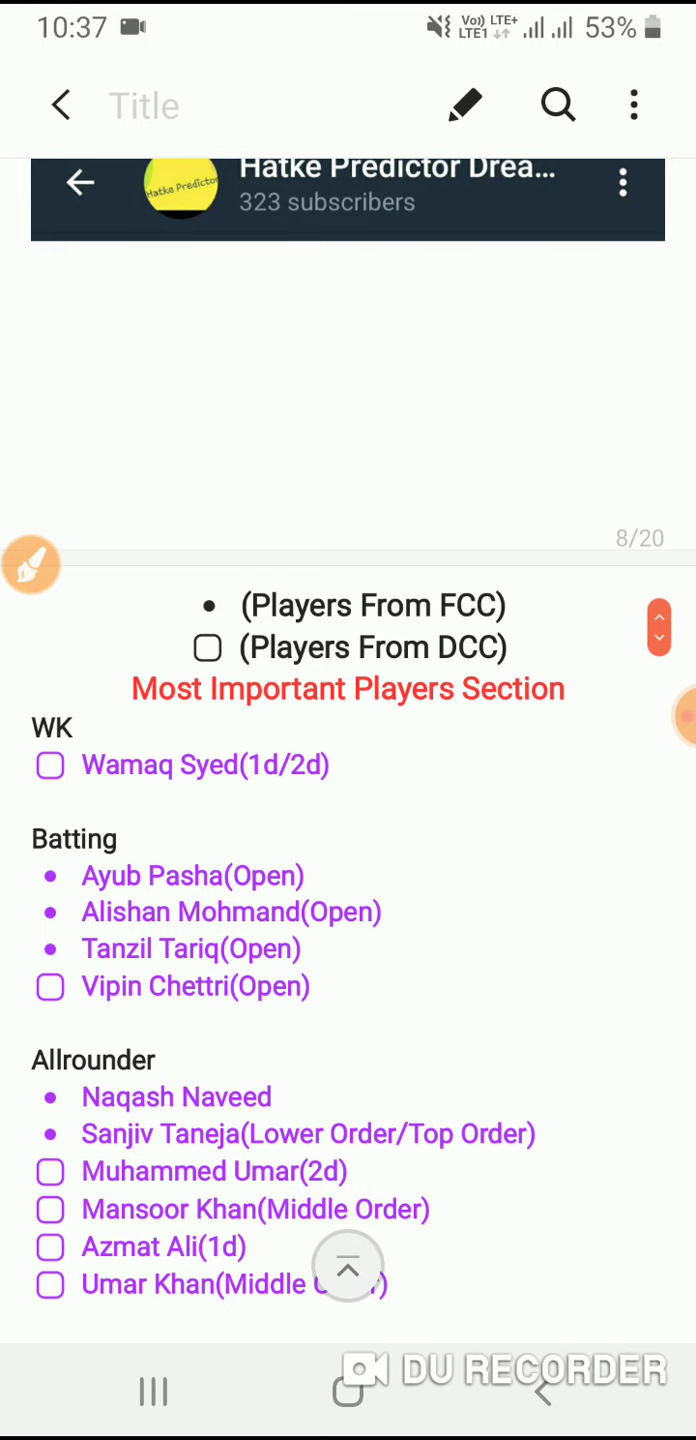 10:37 Vo)) LTE+ LTE1 53%
Title
Hatke Predictor Hatke Predictor Drea...
323 subscribers
8/20
• (Players From FCC)
(Players From DCC)
Most Important Players Section
WK
Wamaq Syed(1d/2d)
Batting
• Ayub Pasha(Open)
• Alishan Mohmand(Open)
• Tanzil Tariq(Open)
Vipin Chettri(Open)
Allrounder
• Naqash Naveed
• Sanjiv Taneja(Lower Order/Top Order)
Muhammed Umar(2d)
Mansoor Khan(Middle Order)
Azmat Ali(1d)
Umar Khan(Middle
DU RECORDER